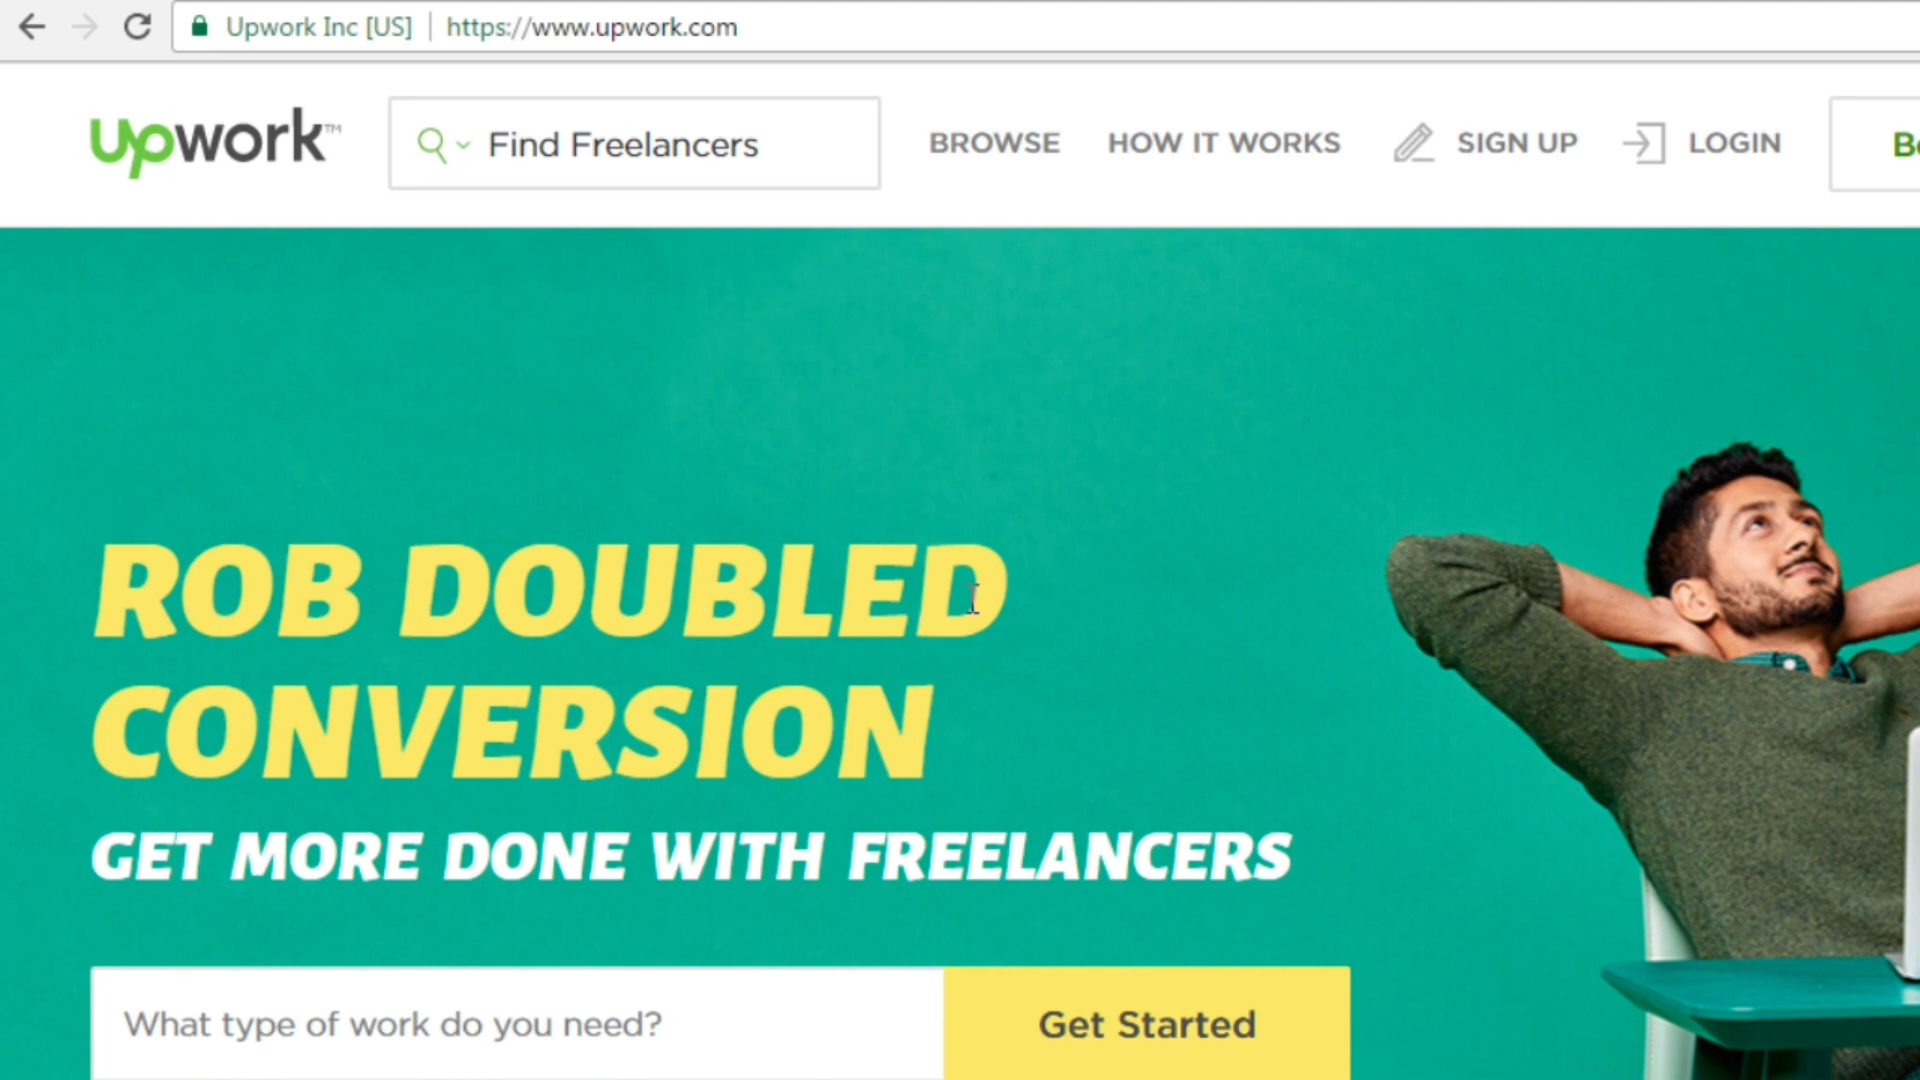 Upwork Inc [US] https://www.upwork.com
upwork™ Find Freelancers BROWSE HOW IT WORKS SIGN UP LOGIN
ROB DOUBLED
CONVERSION
GET MORE DONE WITH FREELANCERS
What type of work do you need? Get Started